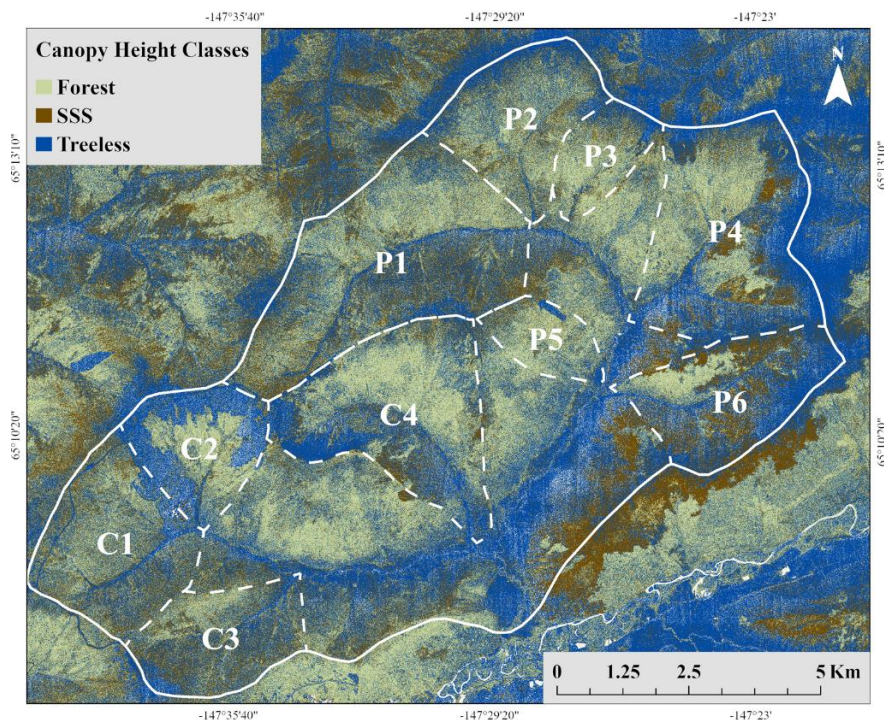 -147°35'40" -147°29'20" -147°23'
Canopy Height Classes
Forest
SSS
Treeless
N
65°13'10" 65°13'10"
P2
P3
P4
P1
P5
P6
C4
C2
65°10'20" 65°10'20"
C1
C3
0 1.25 2.5 5 Km
-147°35'40" -147°29'20" -147°23'